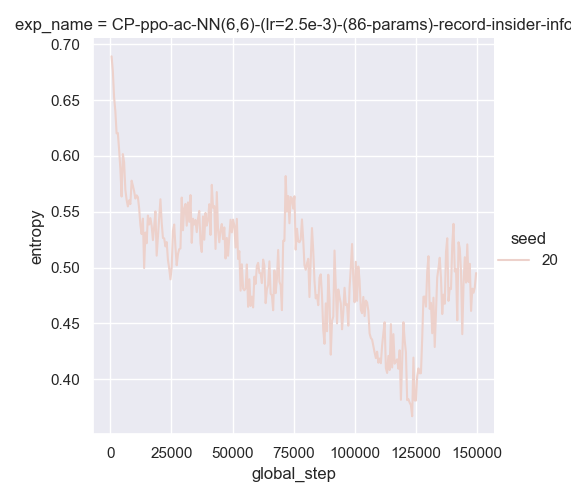 exp_name = CP-ppo-ac-NN(6,6)-(lr=2.5e-3)-(86-params)-record-insider-info
0.70
0.65
0.60
0.55
0.50
0.45
0.40
entropy
0 25000 50000 75000 100000 125000 150000
global_step
seed
20